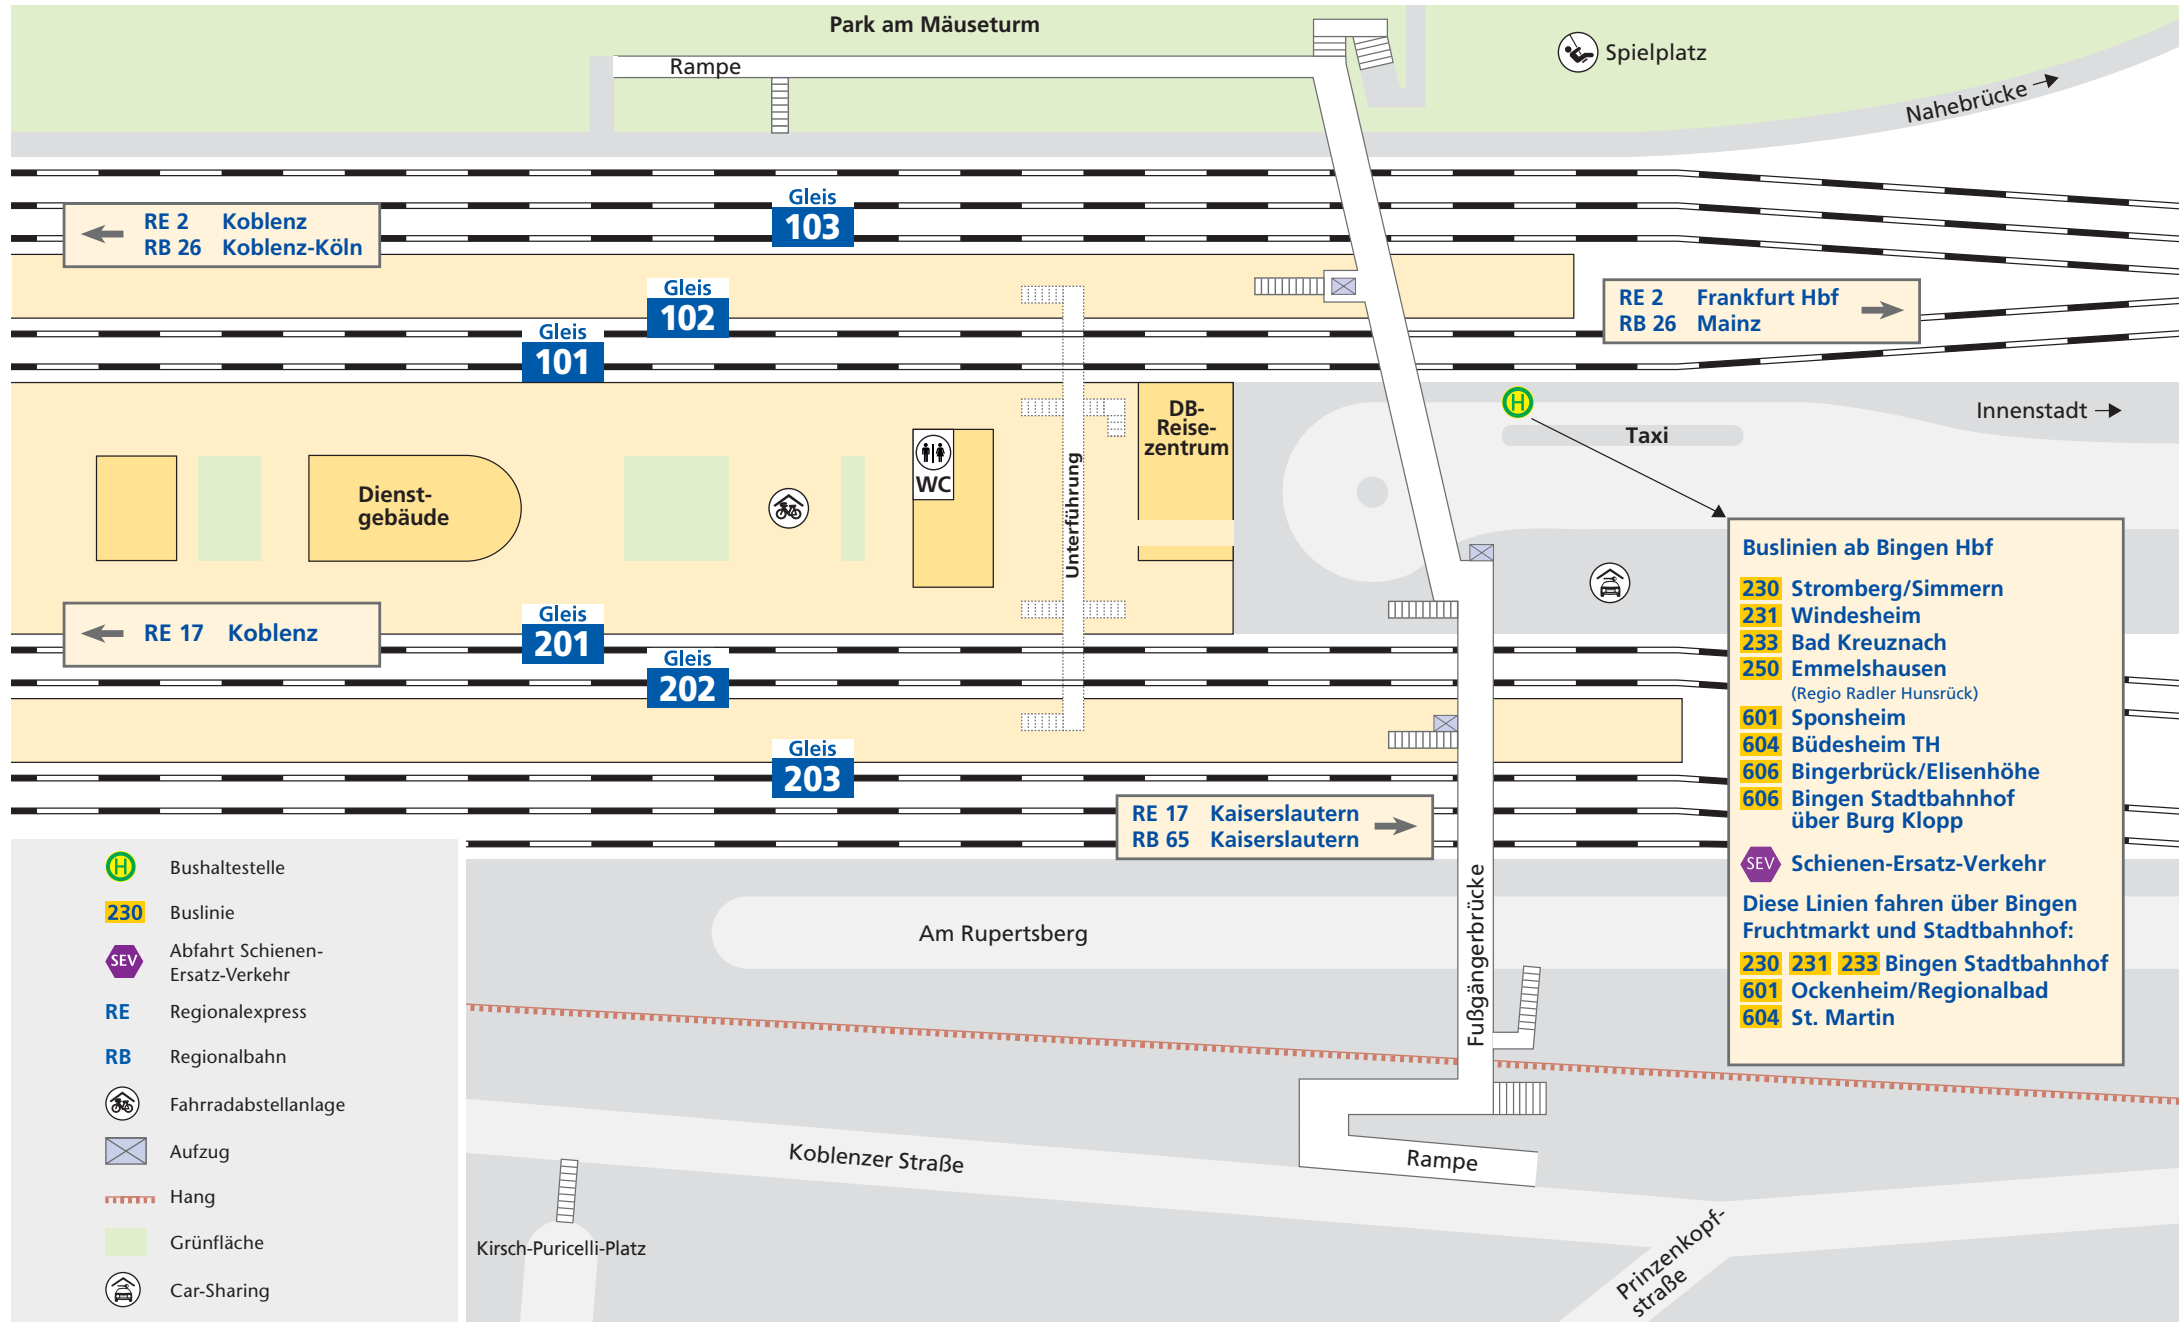 Park am Mäuseturm
Rampe
Spielplatz
Nahebrücke
Gleis
103
RE 2 Koblenz
RB 26 Koblenz-Köln
Gleis
102
RE 2 Frankfurt Hbf
RB 26 Mainz
Gleis
101
DB-
Reise-
zentrum
Innenstadt
H
Taxi
WC
Dienst-
gebäude
Unterführung
RE 17 Koblenz
Gleis
201
Gleis
202
Gleis
203
RE 17 Kaiserslautern
RB 65 Kaiserslautern
Buslinien ab Bingen Hbf
230 Stromberg/Simmern
231 Windesheim
233 Bad Kreuznach
250 Emmelshausen
(Regio Radler Hunsrück)
601 Sponsheim
604 Büdesheim TH
606 Bingerbrück/Elisenhöhe
606 Bingen Stadtbahnhof
über Burg Klopp
SEV Schienen-Ersatz-Verkehr
Diese Linien fahren über Bingen
Fruchtmarkt und Stadtbahnhof:
230 231 233 Bingen Stadtbahnhof
601 Ockenheim/Regionalbad
604 St. Martin
Fußgängerbrücke
Am Rupertsberg
Koblenzer Straße
Rampe
Kirsch-Puricelli-Platz
Prinzenkopf-
straße
H Bushaltestelle
230 Buslinie
SEV Abfahrt Schienen-
Ersatz-Verkehr
RE Regionalexpress
RB Regionalbahn
Fahrradabstellanlage
Aufzug
Hang
Grünfläche
Car-Sharing